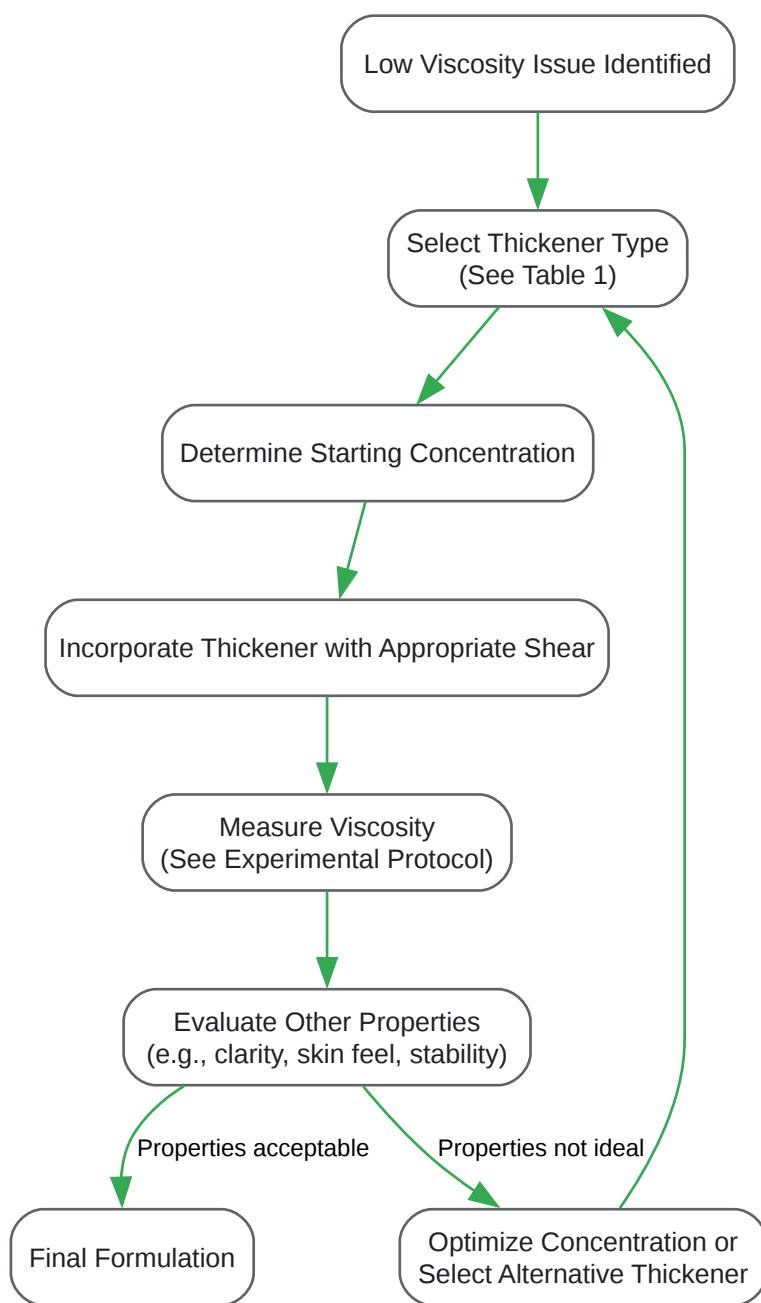 Low Viscosity Issue Identified
Select Thickener Type
(See Table 1)
Determine Starting Concentration
Incorporate Thickener with Appropriate Shear
Measure Viscosity
(See Experimental Protocol)
Evaluate Other Properties
(e.g., clarity, skin feel, stability)
Properties acceptable
Properties not ideal
Final Formulation
Optimize Concentration or
Select Alternative Thickener